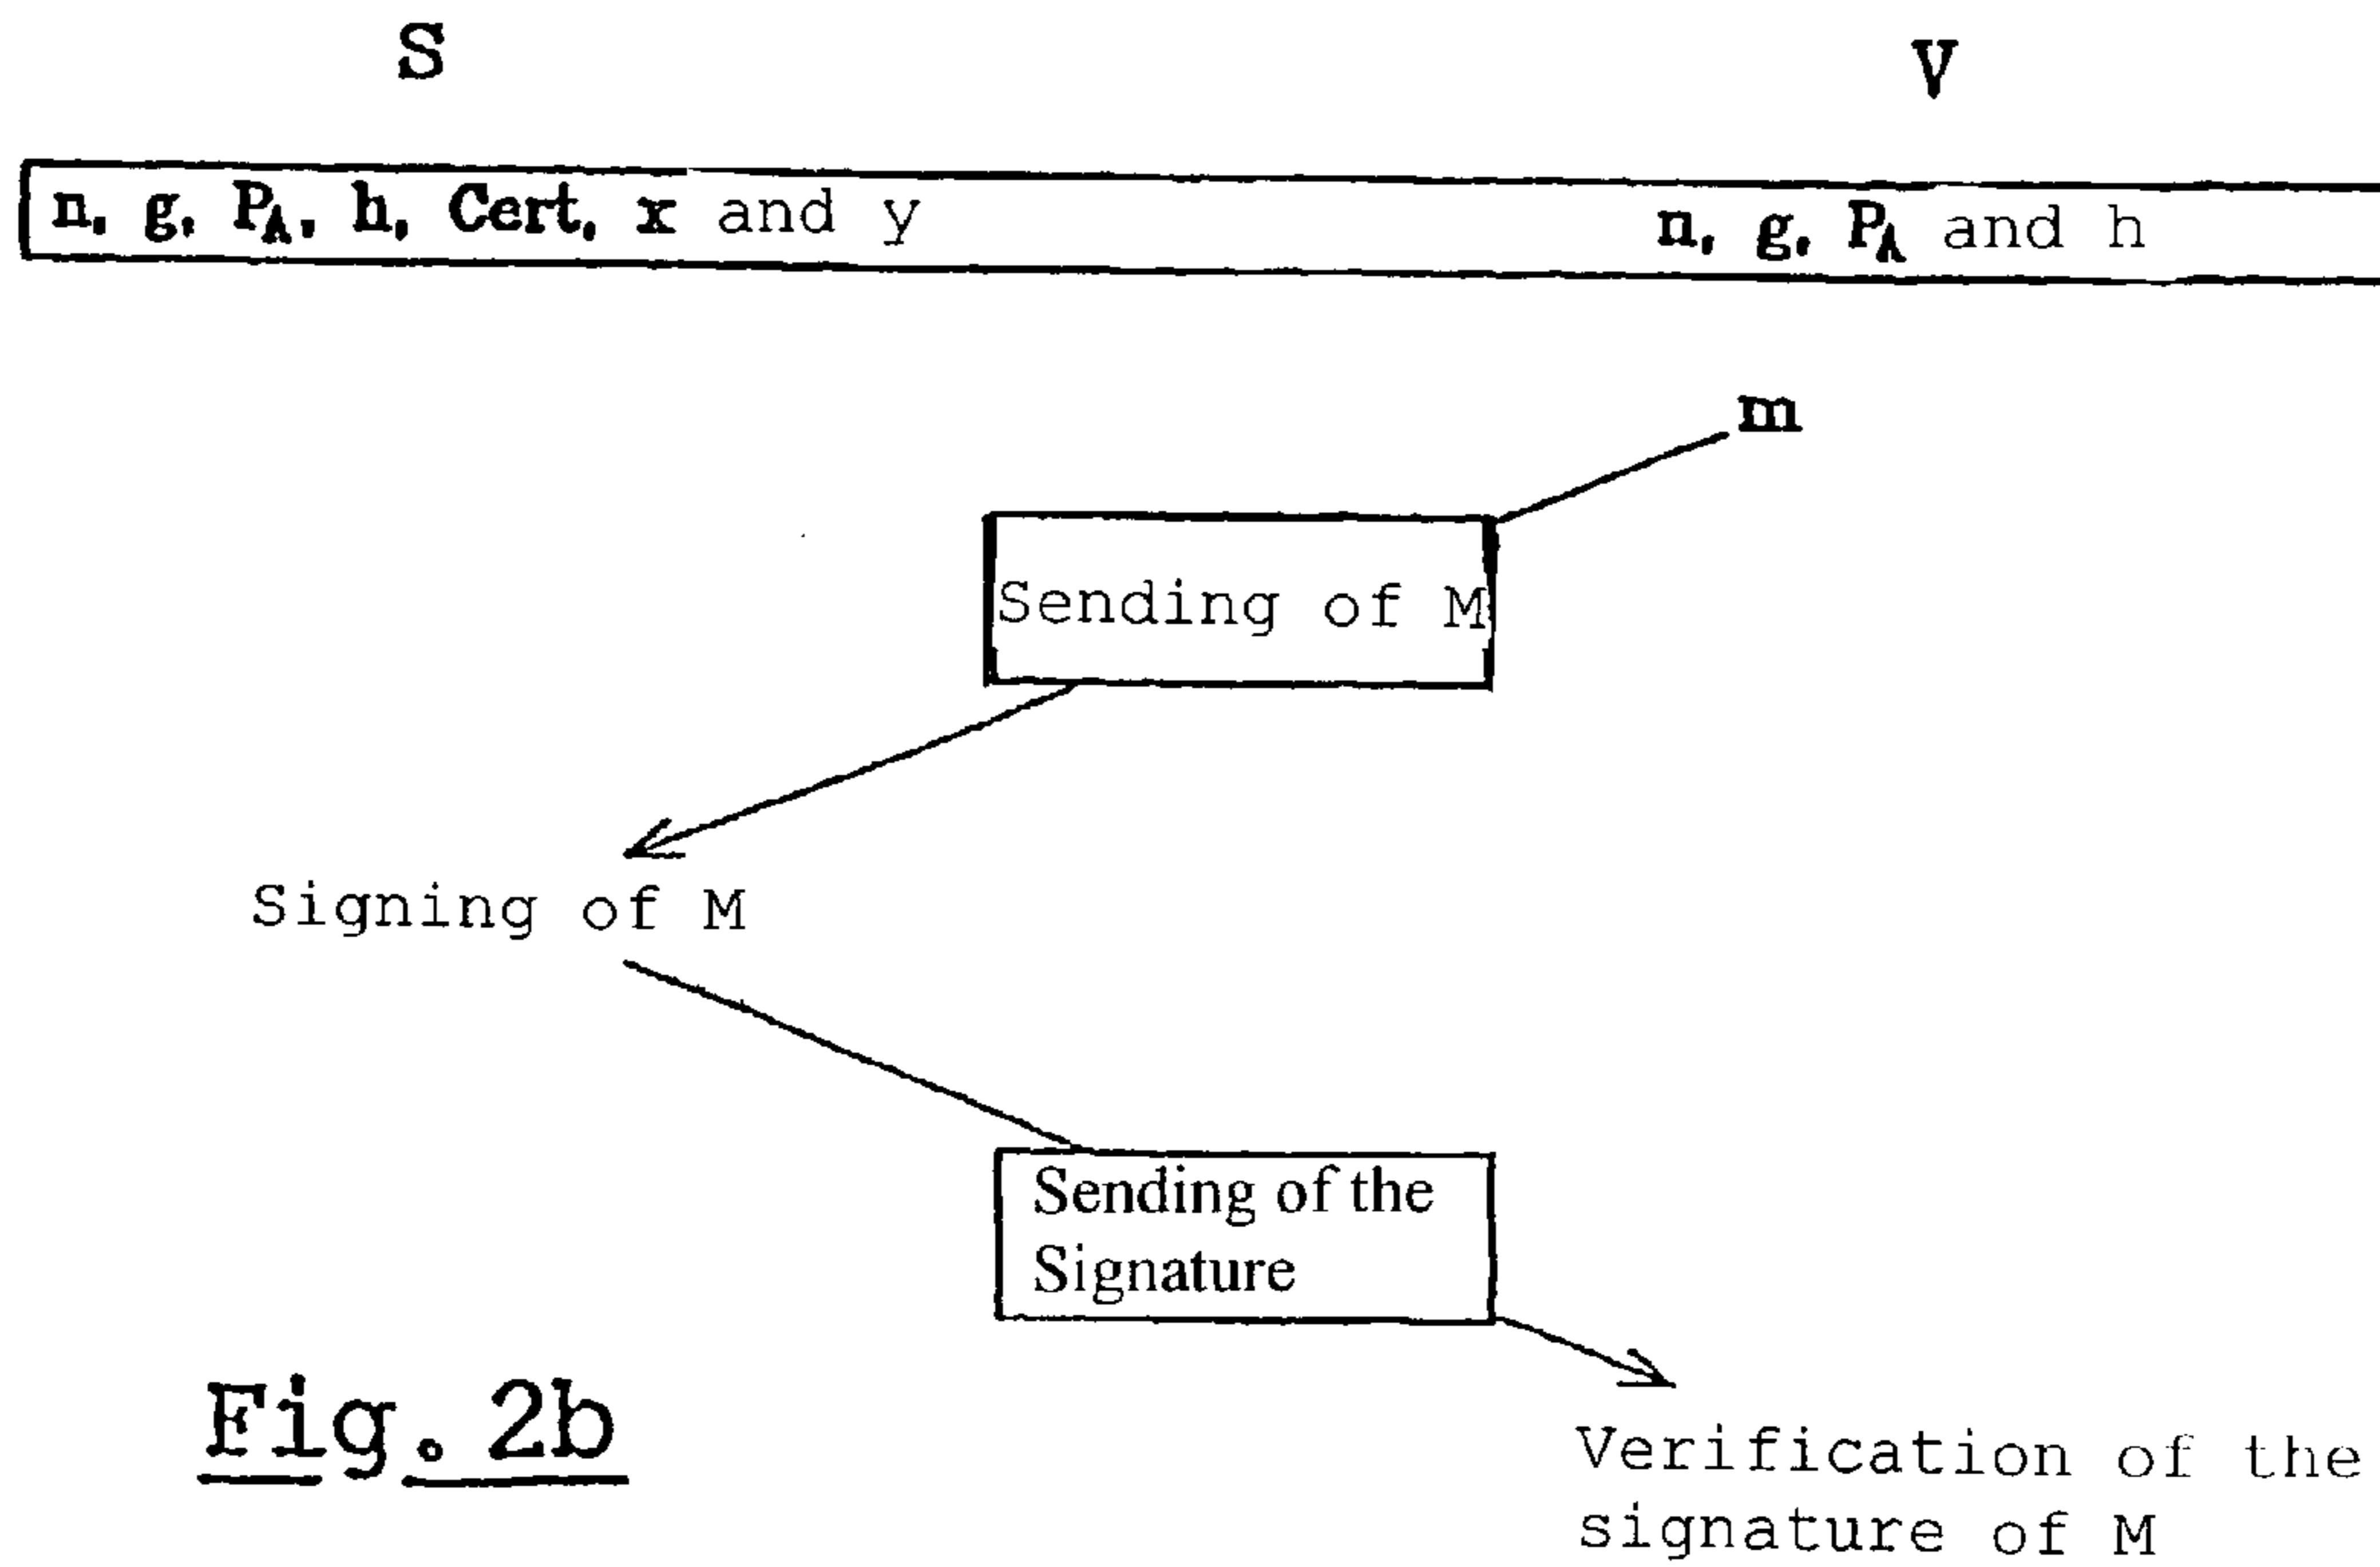 S V
n, g, PA, h, Cert, x and y n, g, PA and h
m
Sending of M
Signing of M
Sending of the
Signature
Fig. 2b
Verification of the
signature of M